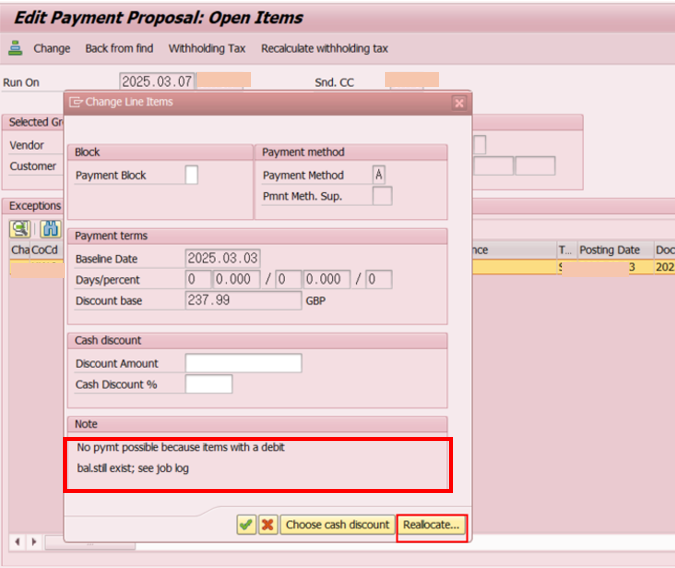 Edit Payment Proposal: Open Items
Change Back from find Withholding Tax Recalculate withholding tax
Run On 2025.03.07 Snd. CC
Change Line Items
Selected Gr
Vendor
Customer
Block Payment method
Payment Block Payment Method A
Pmnt Meth. Sup.
Exceptions
Payment terms
Cha CoCd nce T... Posting Date Doc
Baseline Date 2025.03.03
3 202
Days/percent 0 0.000 / 0 0.000 / 0
Discount base 237.99 GBP
Cash discount
Discount Amount
Cash Discount %
Note
No pymt possible because items with a debit
bal.still exist; see job log
Choose cash discount Reallocate...